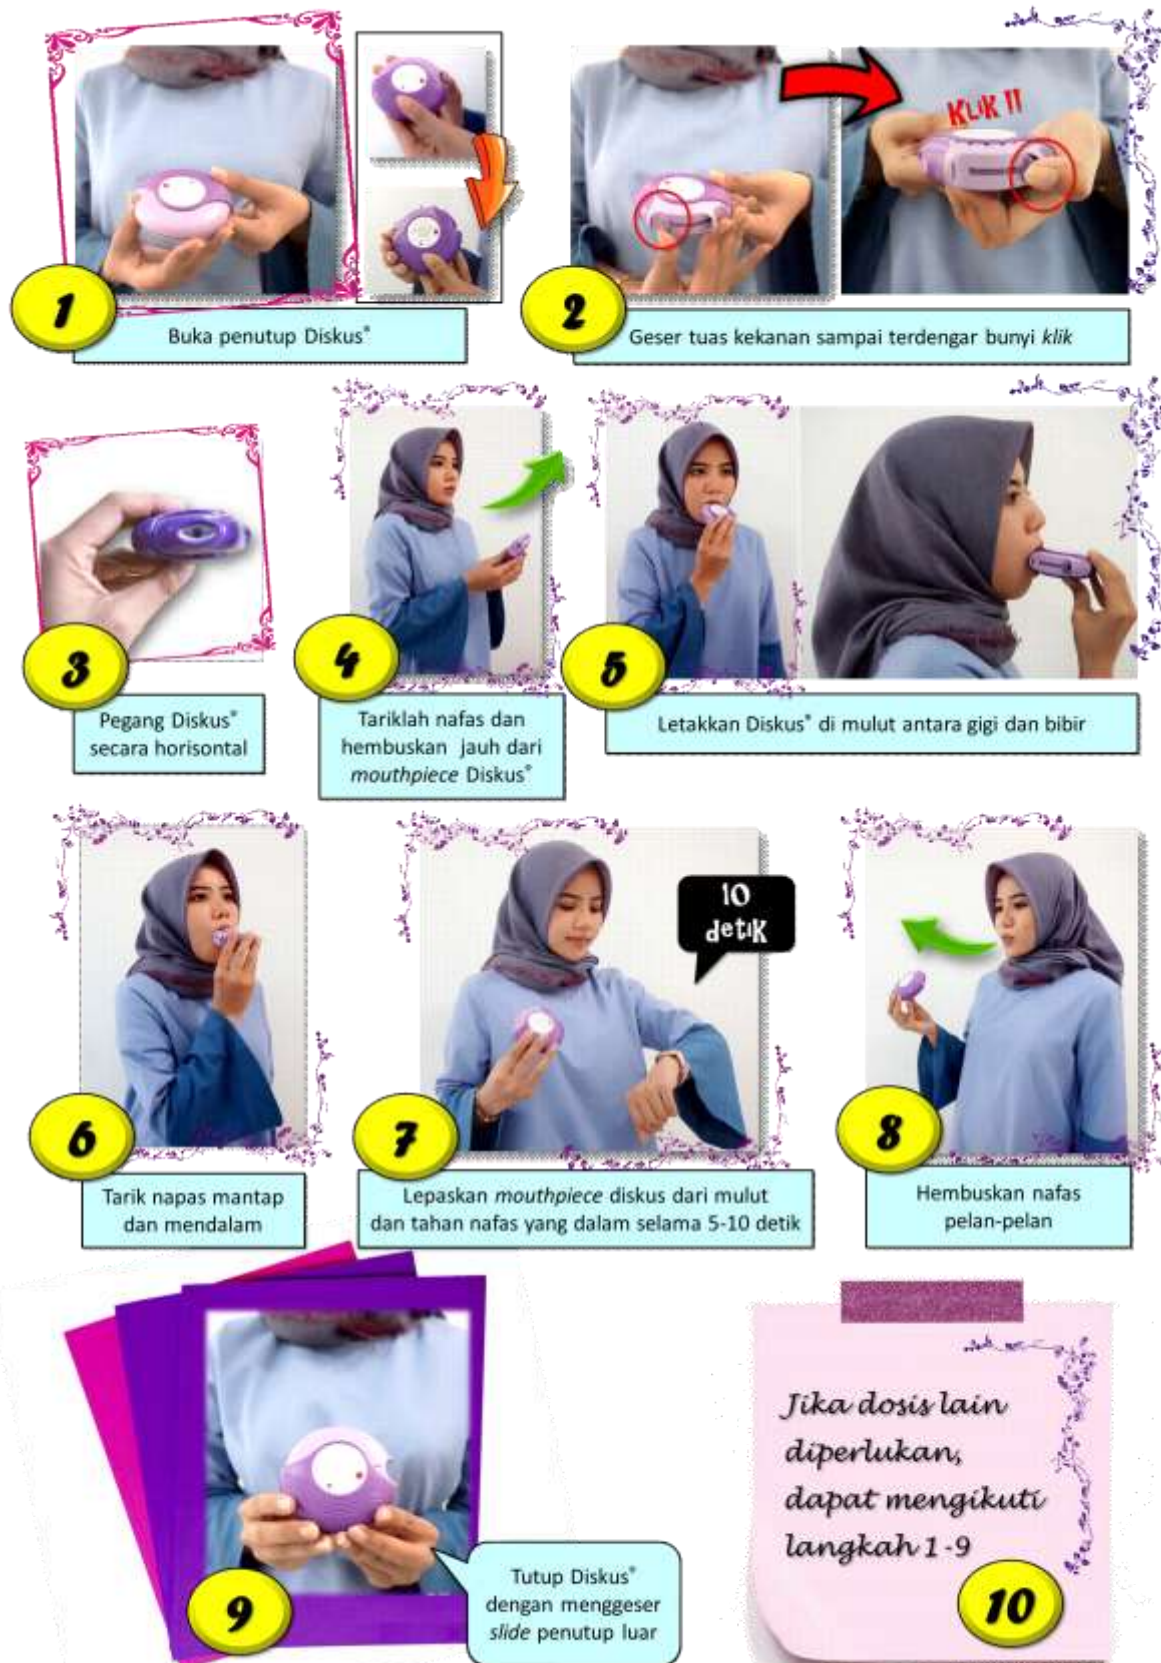 KLIK !!
1
Buka penutup Diskus®
2
Geser tuas kekanan sampai terdengar bunyi klik
3
Pegang Diskus®
secara horisontal
4
Tariklah nafas dan
hembuskan jauh dari
mouthpiece Diskus®
5
Letakkan Diskus® di mulut antara gigi dan bibir
6
Tarik napas mantap
dan mendalam
10
detik
7
Lepaskan mouthpiece diskus dari mulut
dan tahan nafas yang dalam selama 5-10 detik
8
Hembuskan nafas
pelan-pelan
9
Tutup Diskus®
dengan menggeser
slide penutup luar
Jika dosis lain
diperlukan,
dapat mengikuti
langkah 1-9
10